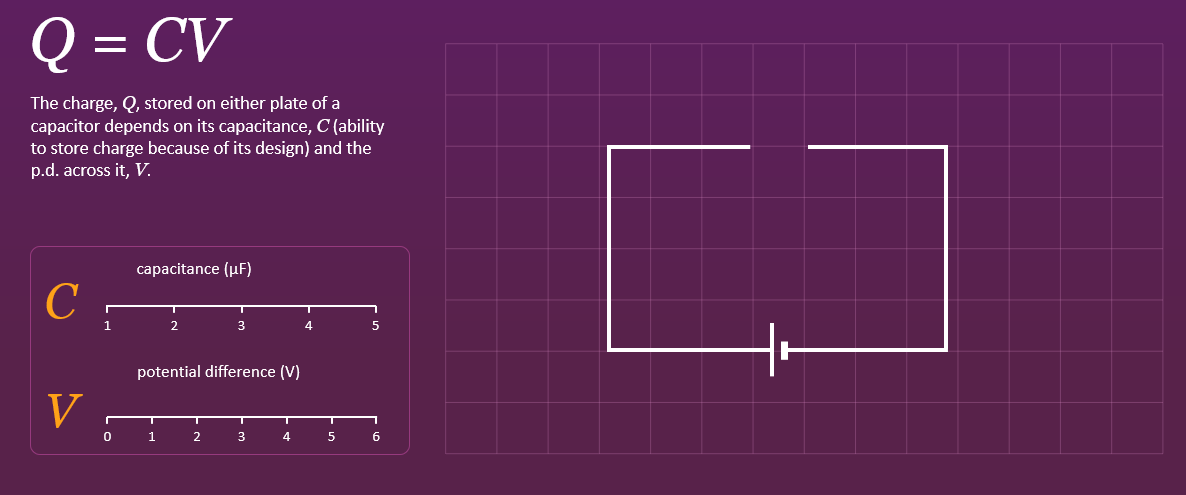 Q = CV
The charge, Q, stored on either plate of a
capacitor depends on its capacitance, C (ability
to store charge because of its design) and the
p.d. across it, V.
capacitance (μF)
C
1 2 3 4 5
potential difference (V)
V
0 1 2 3 4 5 6